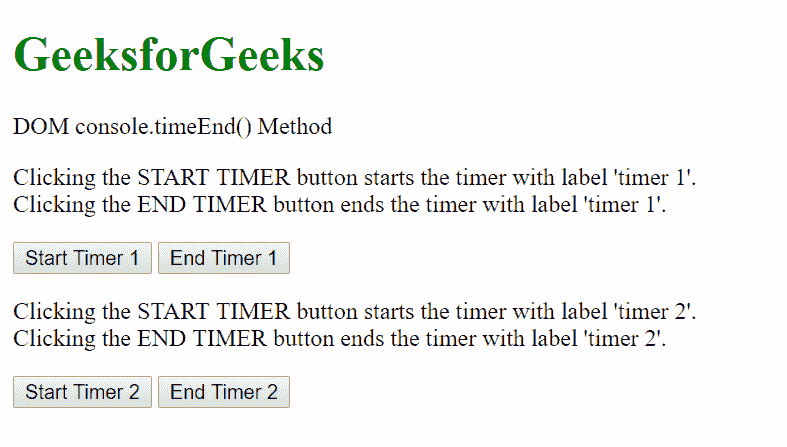 GeeksforGeeks
DOM console.timeEnd() Method
Clicking the START TIMER button starts the timer with label 'timer 1'.
Clicking the END TIMER button ends the timer with label 'timer 1'.
Start Timer 1 End Timer 1
Clicking the START TIMER button starts the timer with label 'timer 2'.
Clicking the END TIMER button ends the timer with label 'timer 2'.
Start Timer 2 End Timer 2